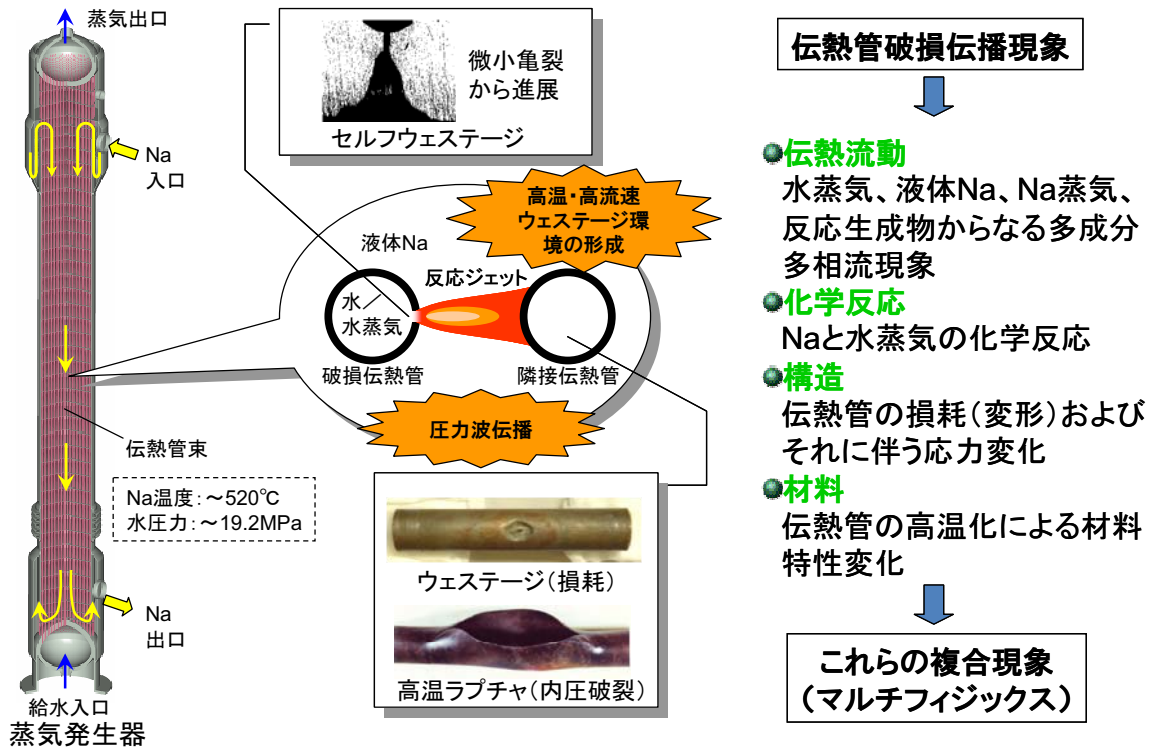 蒸気出口
Na
入口
伝熱管束
Na温度：～520℃
水圧力：～19.2MPa
Na
出口
給水入口
蒸気発生器
微小亀裂
から進展
セルフウェステージ
高温・高流速
ウェステージ環
境の形成
液体Na
反応ジェット
水／
水蒸気
破損伝熱管
隣接伝熱管
圧力波伝播
ウェステージ（損耗）
高温ラプチャ（内圧破裂）
伝熱管破損伝播現象
伝熱流動
水蒸気、液体Na、Na蒸気、
反応生成物からなる多成分
多相流現象
化学反応
Naと水蒸気の化学反応
構造
伝熱管の損耗（変形）および
それに伴う応力変化
材料
伝熱管の高温化による材料
特性変化
これらの複合現象
（マルチフィジックス）